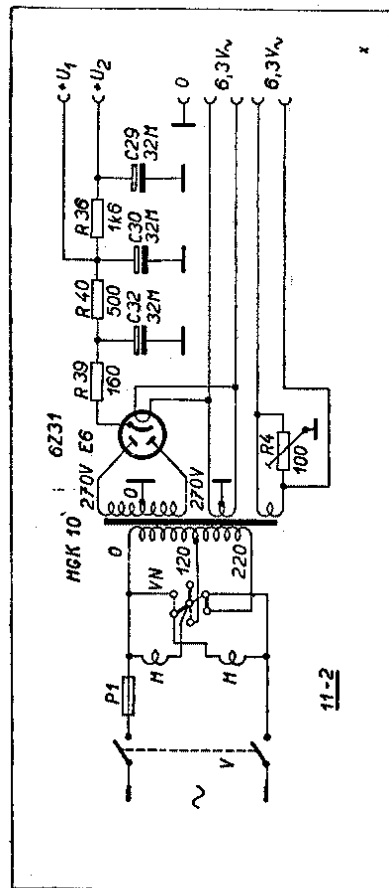 +U1
+U2
0
6,3V~
6,3V~
R36
1k6
C29
32M
R40
500
C30
32M
R39
160
C32
32M
6Z31
E6
270V
0
270V
HGK 10
R4
100
0
120
220
VN
P1
M
M
V
~
11-2
x